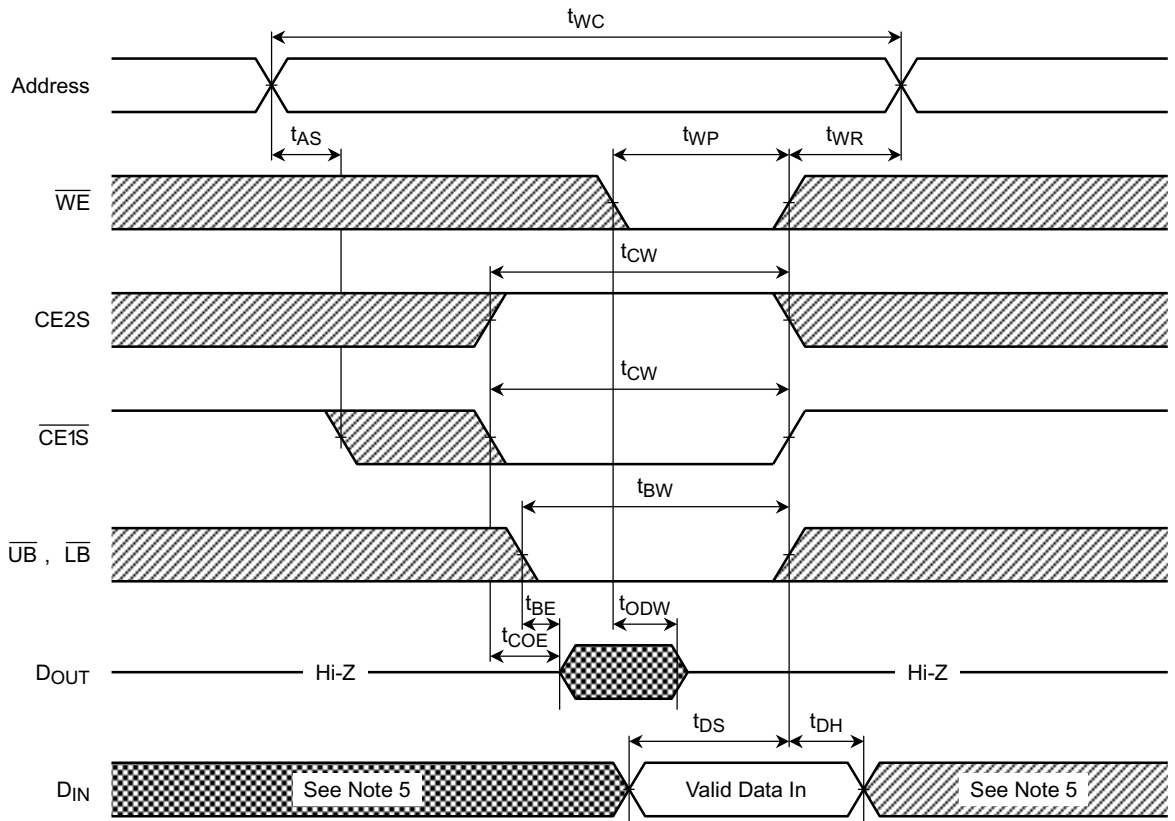 tWC
Address
tAS
tWP
tWR
WE
tCW
CE2S
tCW
CE1S
tBW
UB , LB
tBE
tODW
tCOE
DOUT
Hi-Z
Hi-Z
tDS
tDH
DIN
See Note 5
Valid Data In
See Note 5